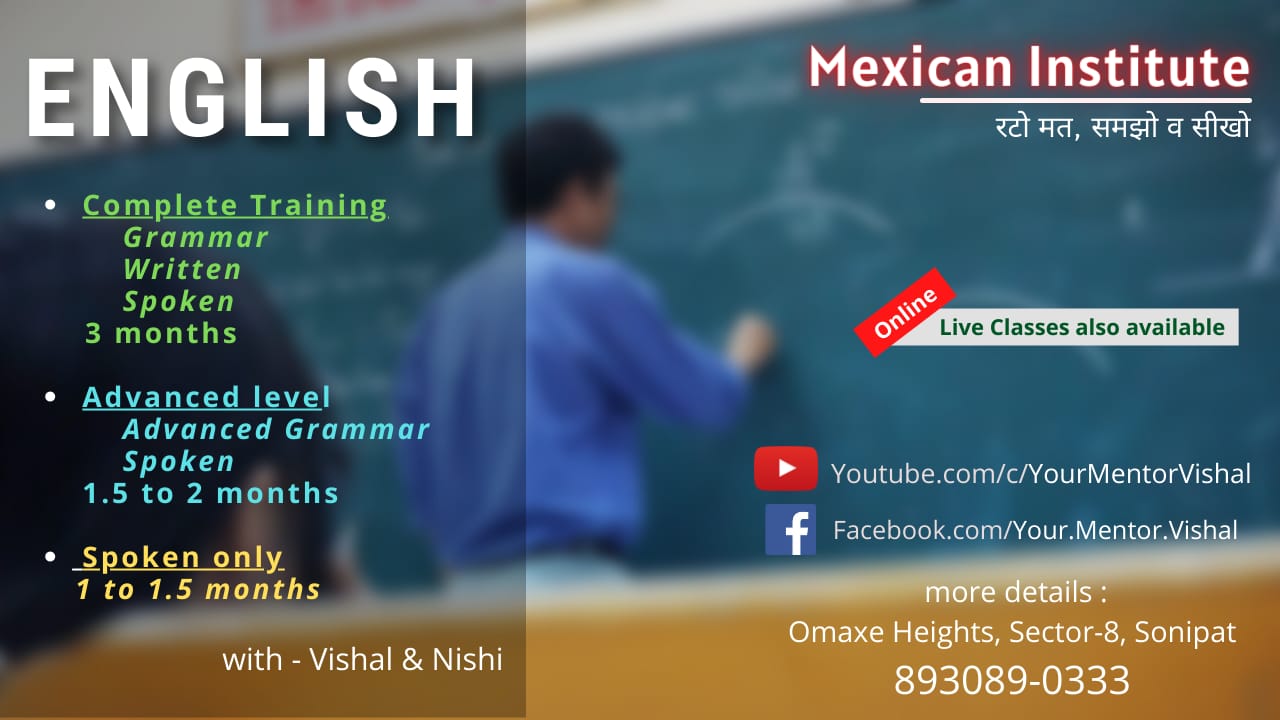 ENGLISH
Complete Training
Grammar
Written
Spoken
3 months
Advanced level
Advanced Grammar
Spoken
1.5 to 2 months
Spoken only
1 to 1.5 months
with - Vishal & Nishi
Mexican Institute
रटो मत, समझो व सीखो
Online
Live Classes also available
Youtube.com/c/YourMentorVishal
Facebook.com/Your.Mentor.Vishal
more details :
Omaxe Heights, Sector-8, Sonipat
893089-0333